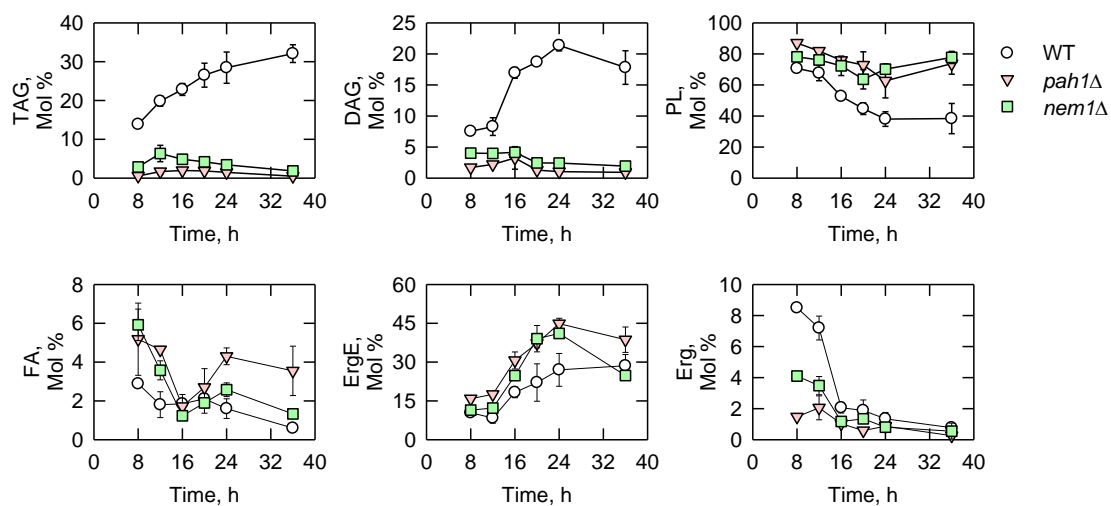 TAG,
Mol %
40
30
20
10
0
0 8 16 24 32 40
Time, h
DAG,
Mol %
25
20
15
10
5
0
0 8 16 24 32 40
Time, h
PL,
Mol %
100
80
60
40
20
0
0 8 16 24 32 40
Time, h
WT
pah1Δ
nem1Δ
FA,
Mol %
8
6
4
2
0
0 8 16 24 32 40
Time, h
ErgE,
Mol %
60
45
30
15
0
0 8 16 24 32 40
Time, h
Erg,
Mol %
10
8
6
4
2
0
0 8 16 24 32 40
Time, h